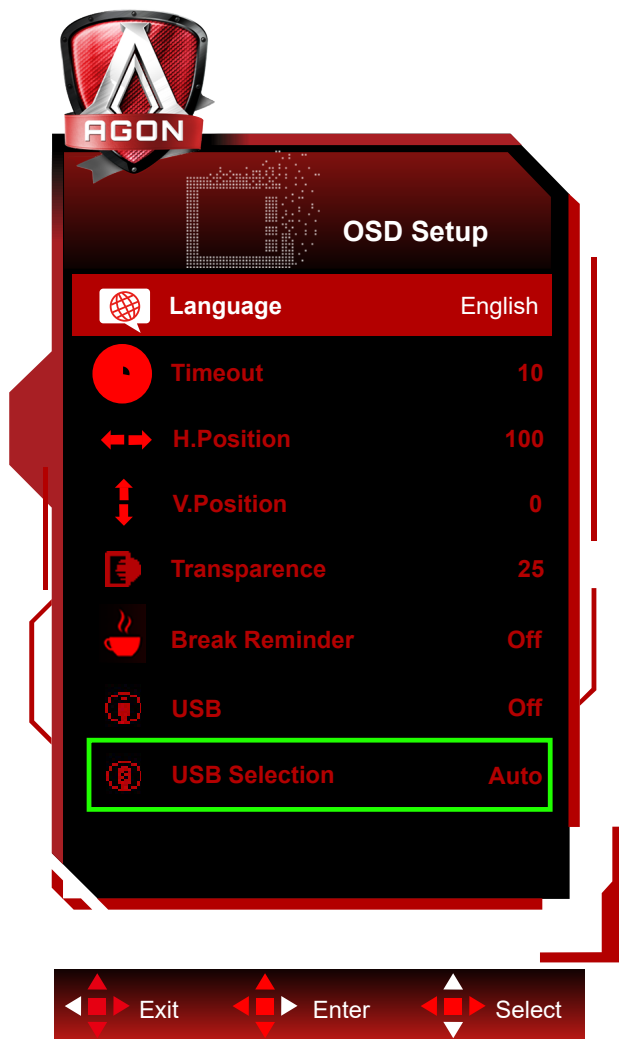 AGON
OSD Setup
Language English
Timeout 10
H.Position 100
V.Position 0
Transparence 25
Break Reminder Off
USB Off
USB Selection Auto
Exit Enter Select